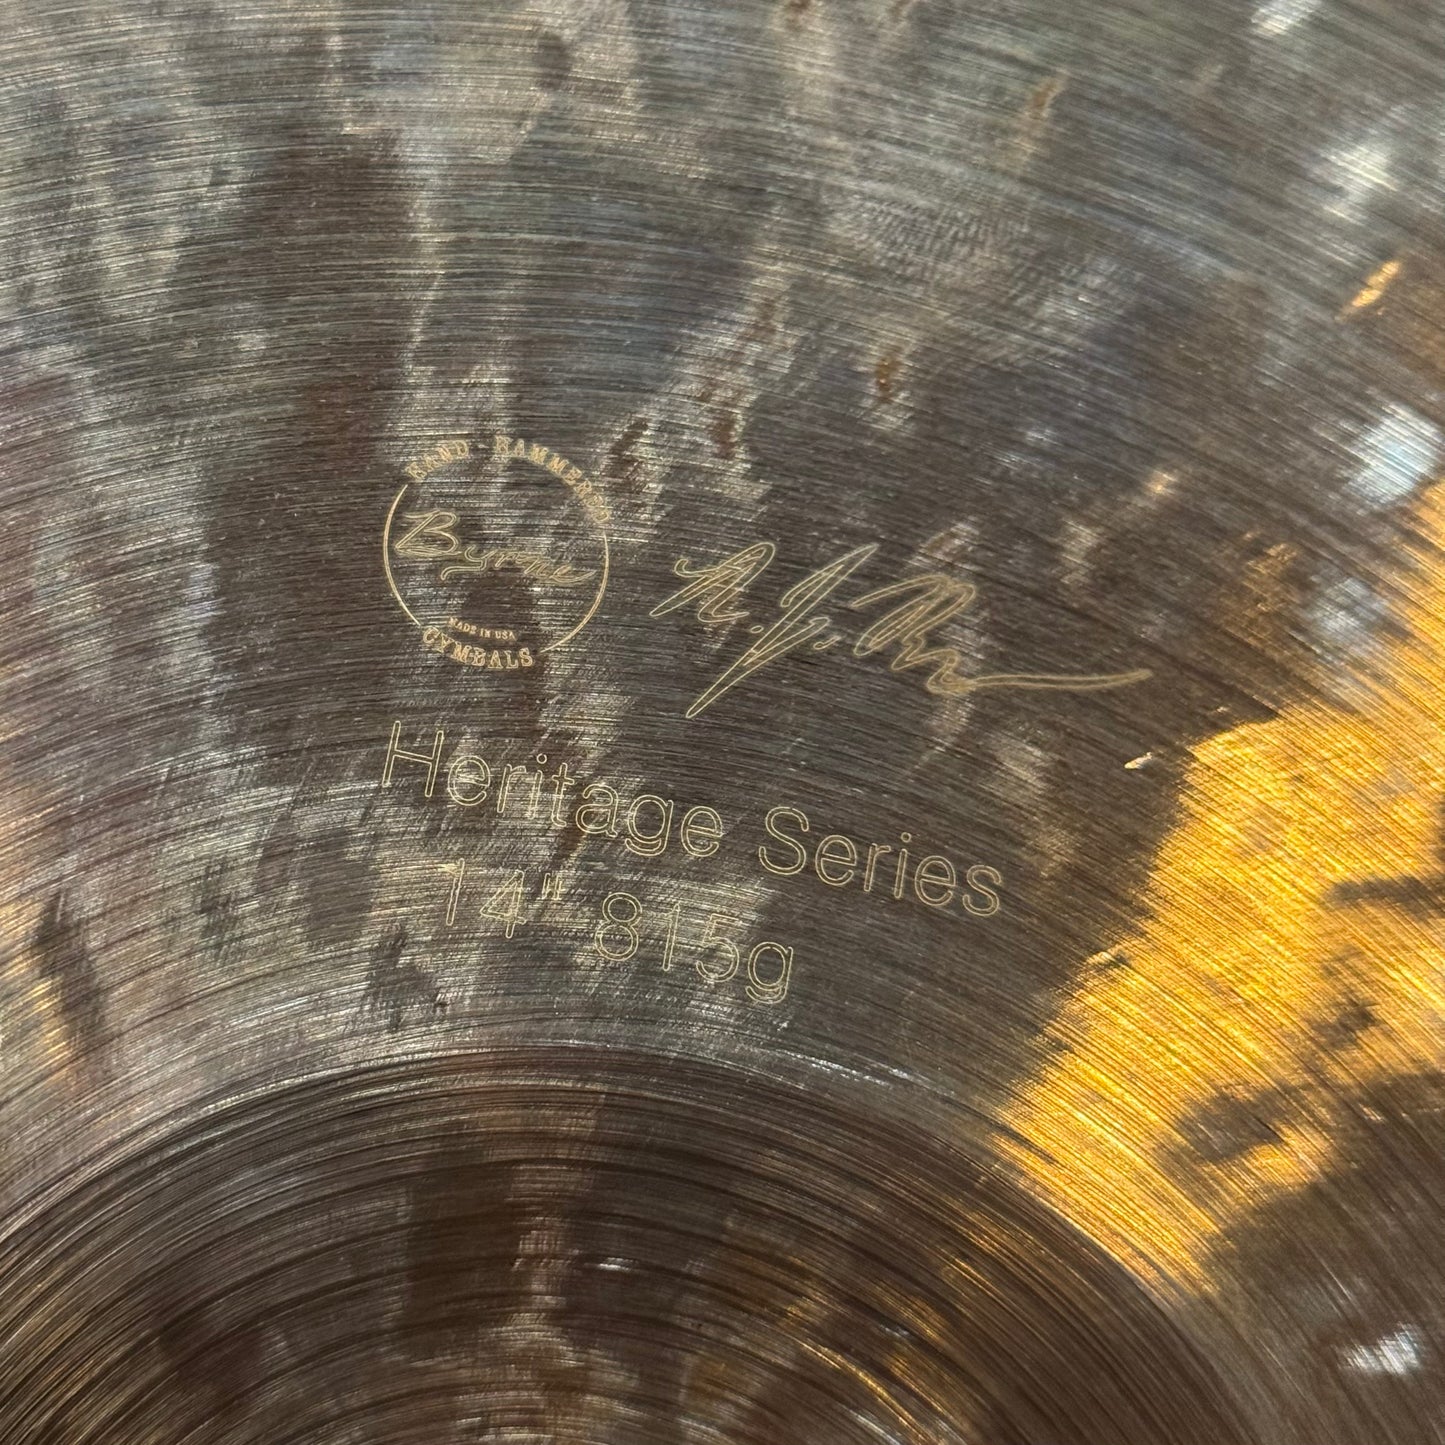 HAND-HAMMERED
Byrne
MADE IN USA
CYMBALS
Heritage Series
14" 815g